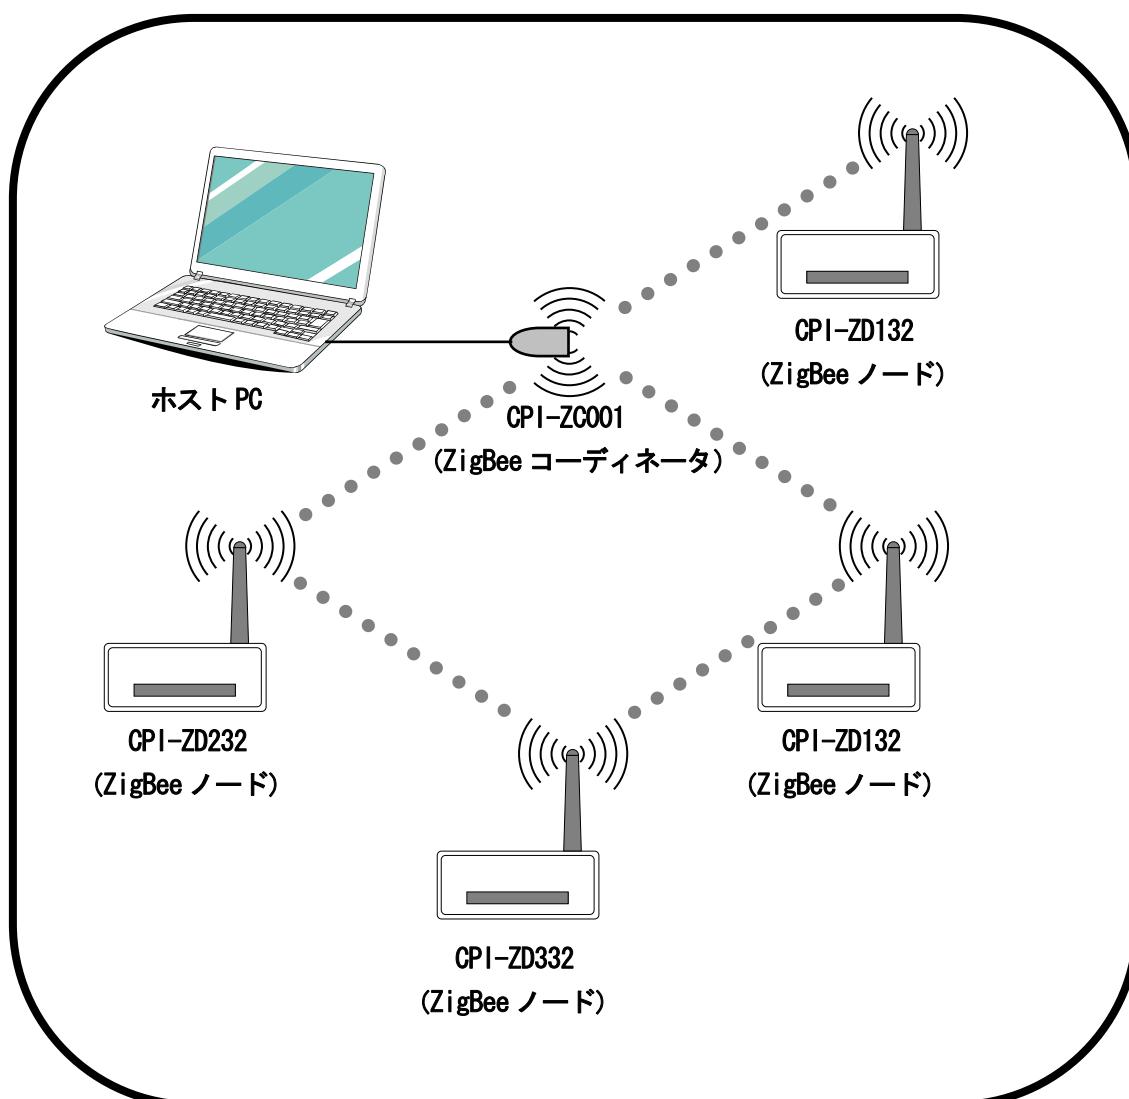 CPI-ZD132
(ZigBee ノード)
ホスト PC
CPI-ZC001
(ZigBee コーディネータ)
CPI-ZD232
(ZigBee ノード)
CPI-ZD132
(ZigBee ノード)
CPI-ZD332
(ZigBee ノード)